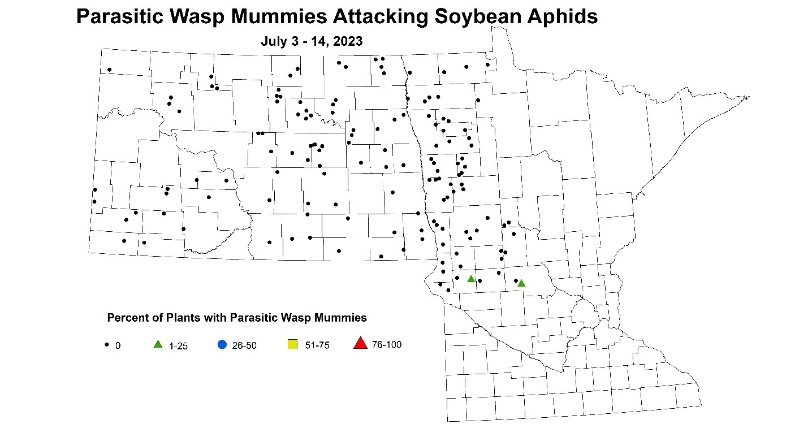 Parasitic Wasp Mummies Attacking Soybean Aphids
July 3 - 14, 2023
Percent of Plants with Parasitic Wasp Mummies
0 1-25 26-50 51-75 76-100